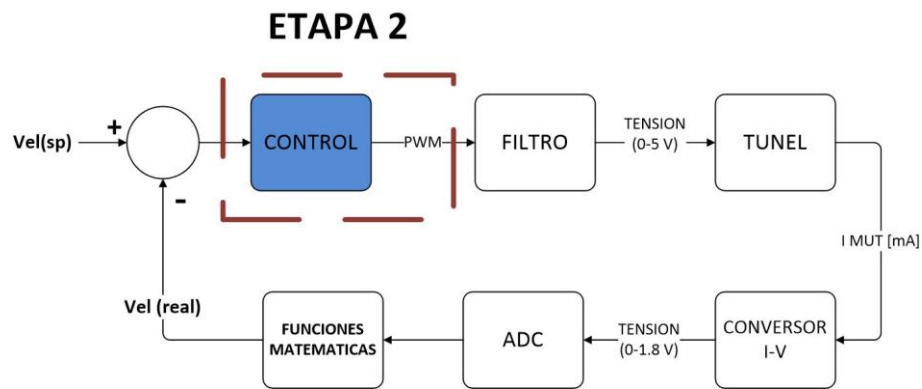 ETAPA 2
Vel(sp)
+
-
CONTROL
PWM
FILTRO
TENSION
(0-5 V)
TUNEL
I MUT [mA]
CONVERSOR
I-V
TENSION
(0-1.8 V)
ADC
FUNCIONES
MATEMATICAS
Vel (real)